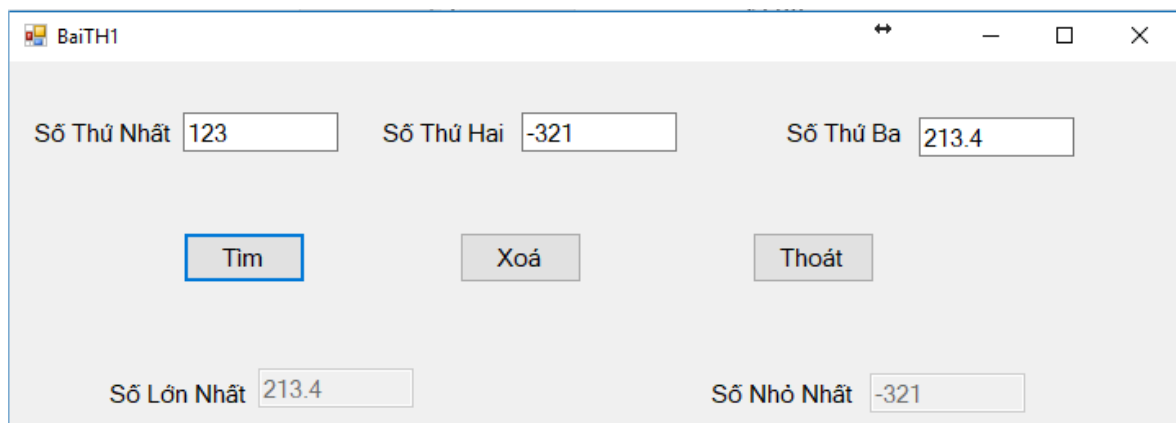 BaiTH1
Số Thứ Nhất 123 Số Thứ Hai -321 Số Thứ Ba 213.4
Tìm Xoá Thoát
Số Lớn Nhất 213.4 Số Nhỏ Nhất -321